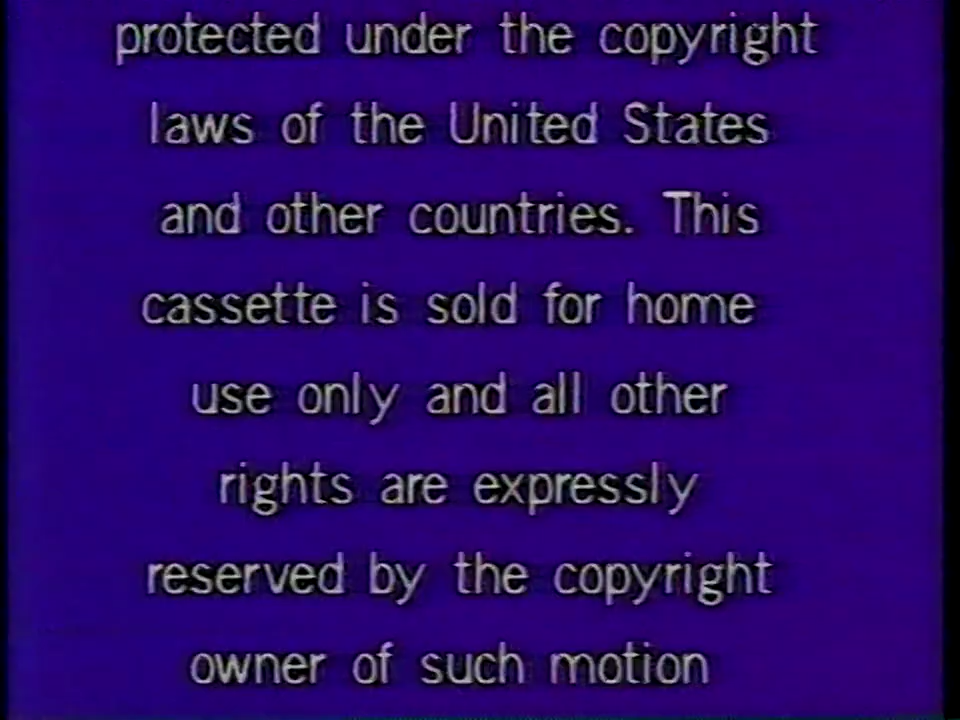 protected under the copyright
laws of the United States
and other countries. This
cassette is sold for home
use only and all other
rights are expressly
reserved by the copyright
owner of such motion